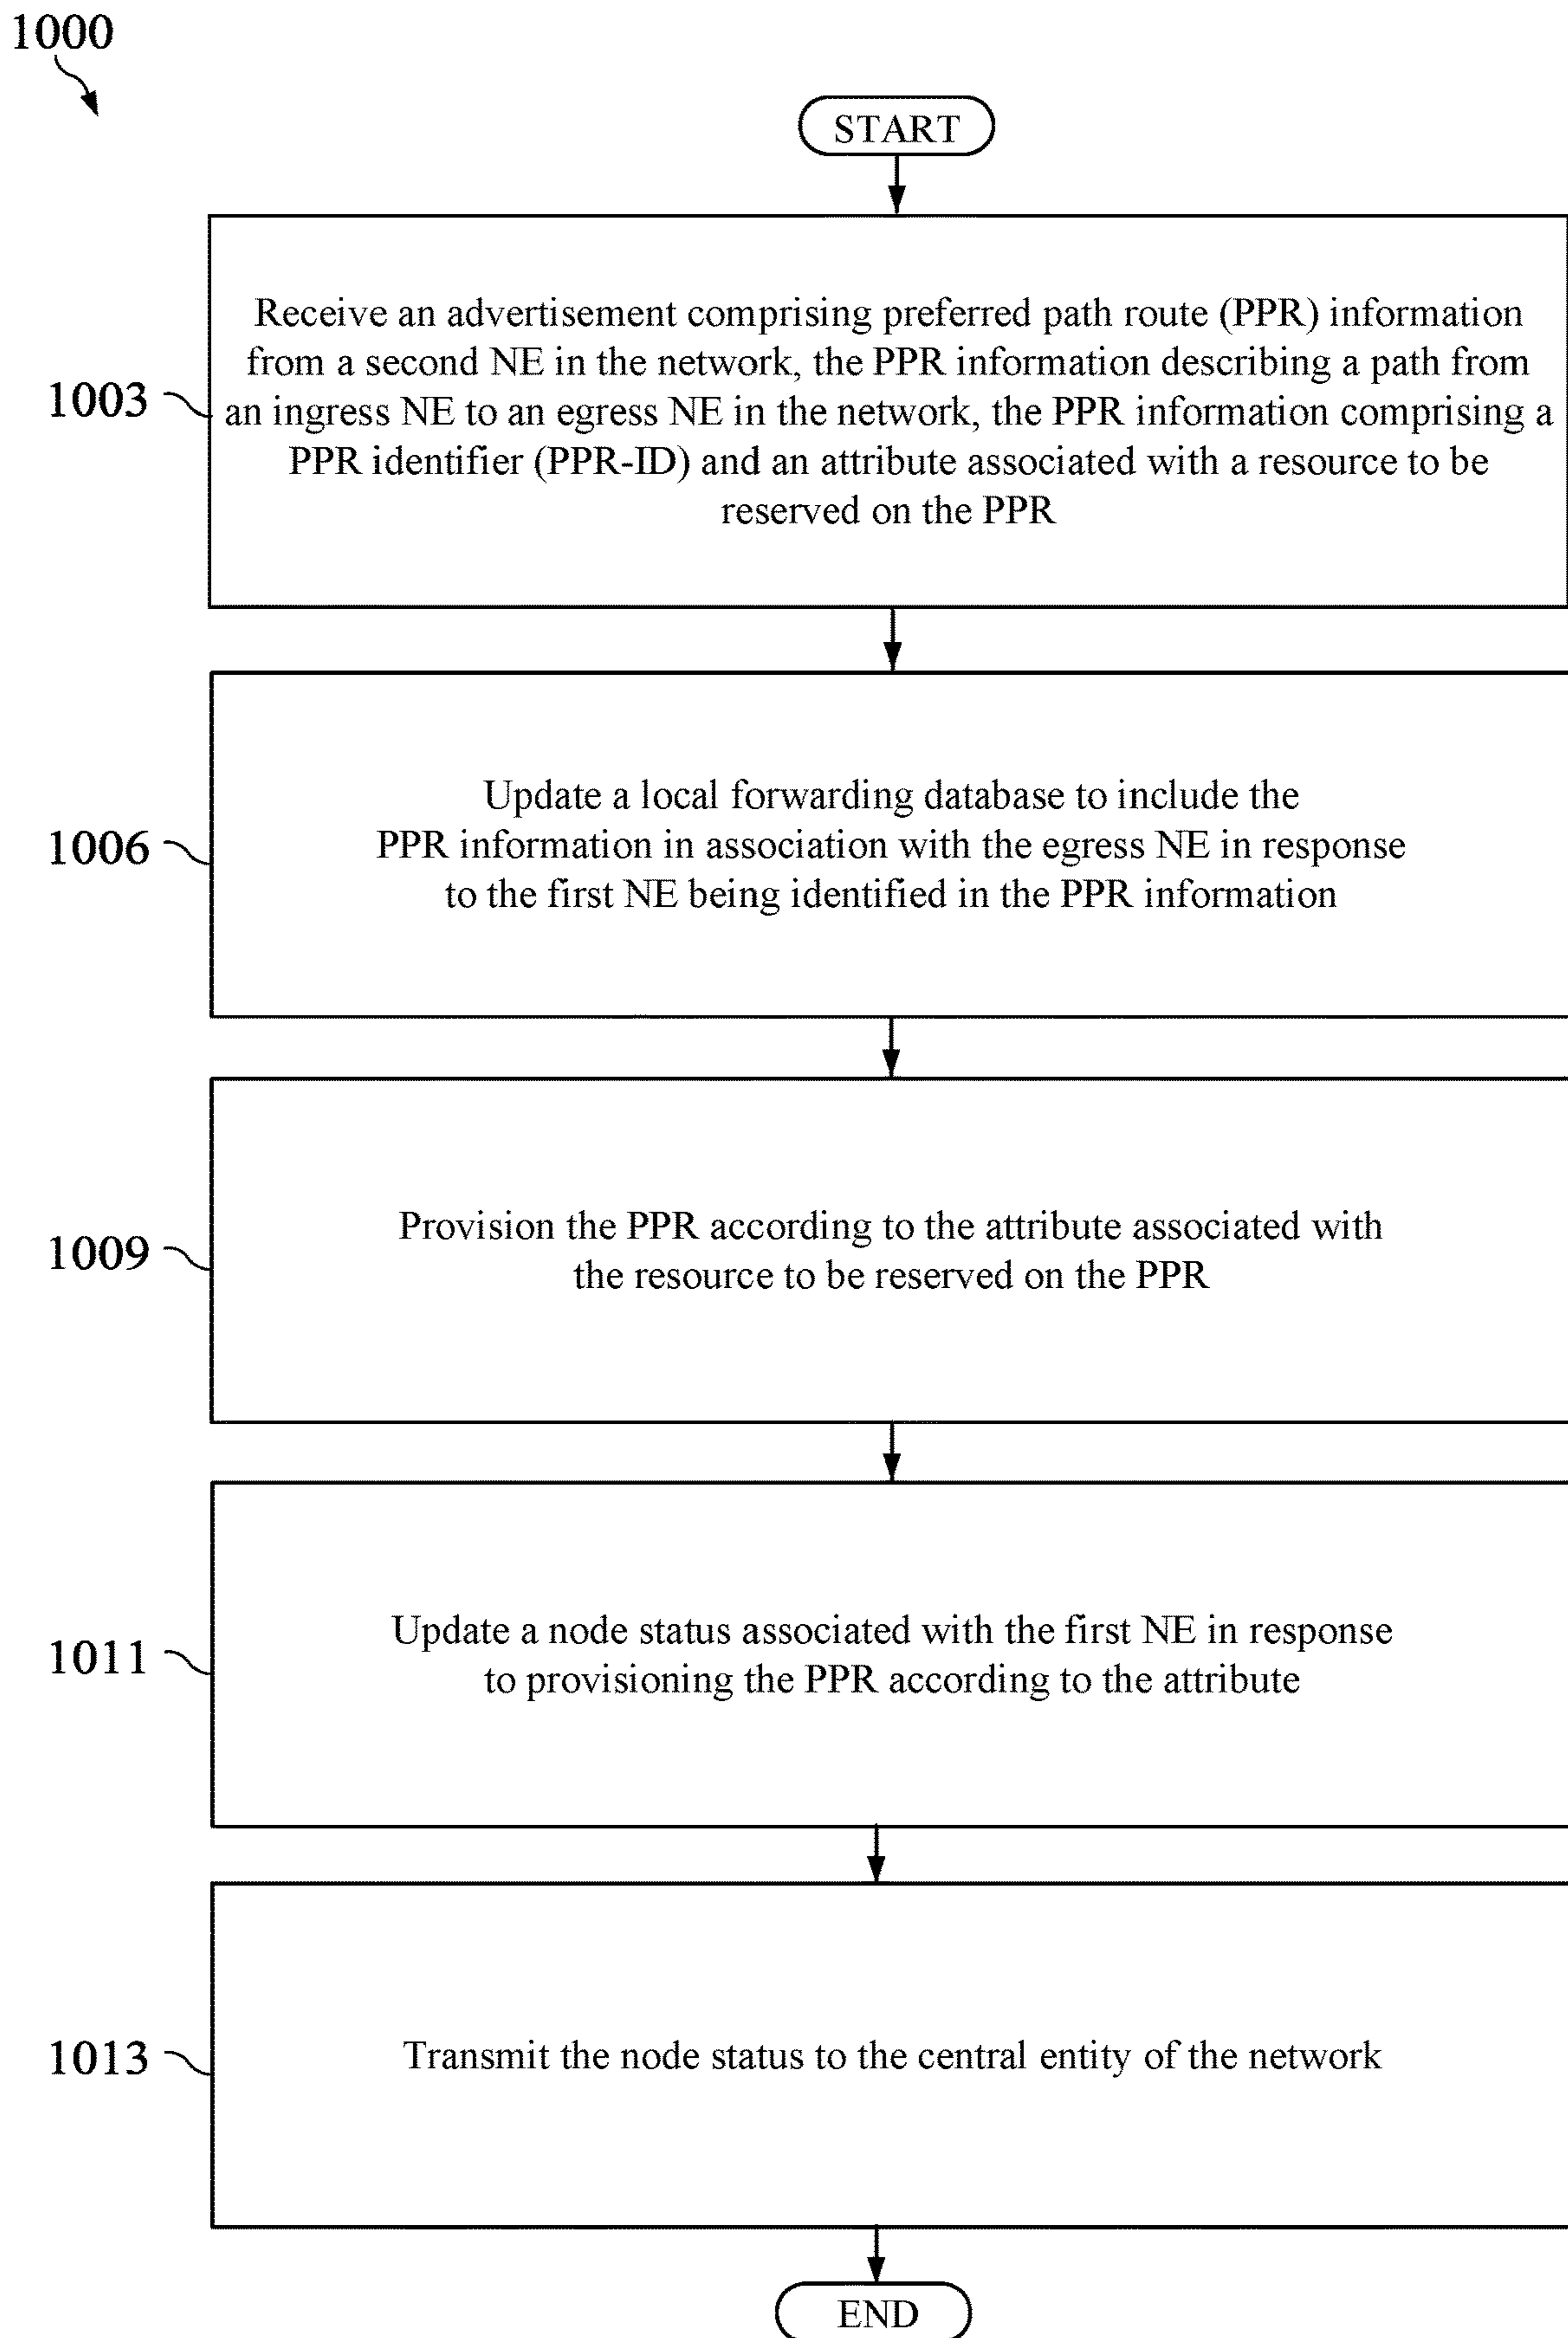 1000
START
Receive an advertisement comprising preferred path route (PPR) information
from a second NE in the network, the PPR information describing a path from
an ingress NE to an egress NE in the network, the PPR information comprising a
PPR identifier (PPR-ID) and an attribute associated with a resource to be
reserved on the PPR
1003
Update a local forwarding database to include the
PPR information in association with the egress NE in response
to the first NE being identified in the PPR information
1006
Provision the PPR according to the attribute associated with
the resource to be reserved on the PPR
1009
Update a node status associated with the first NE in response
to provisioning the PPR according to the attribute
1011
Transmit the node status to the central entity of the network
1013
END